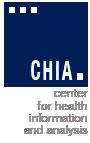 CHIA.
center
for health
information
and analysis